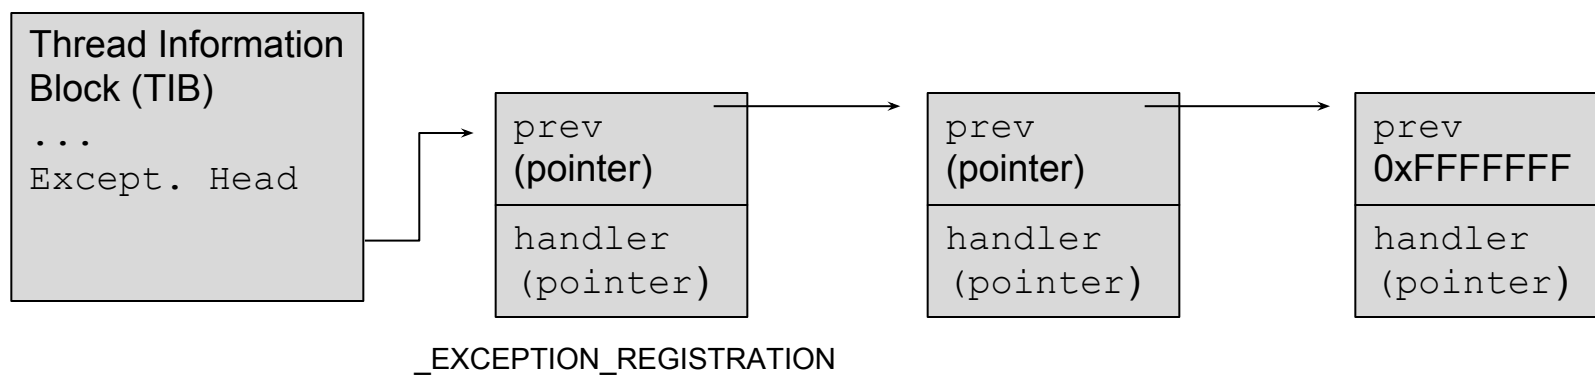 Thread Information
Block (TIB)
...
Except. Head
prev
(pointer)
handler
(pointer)
prev
(pointer)
handler
(pointer)
prev
0xFFFFFFF
handler
(pointer)
_EXCEPTION_REGISTRATION